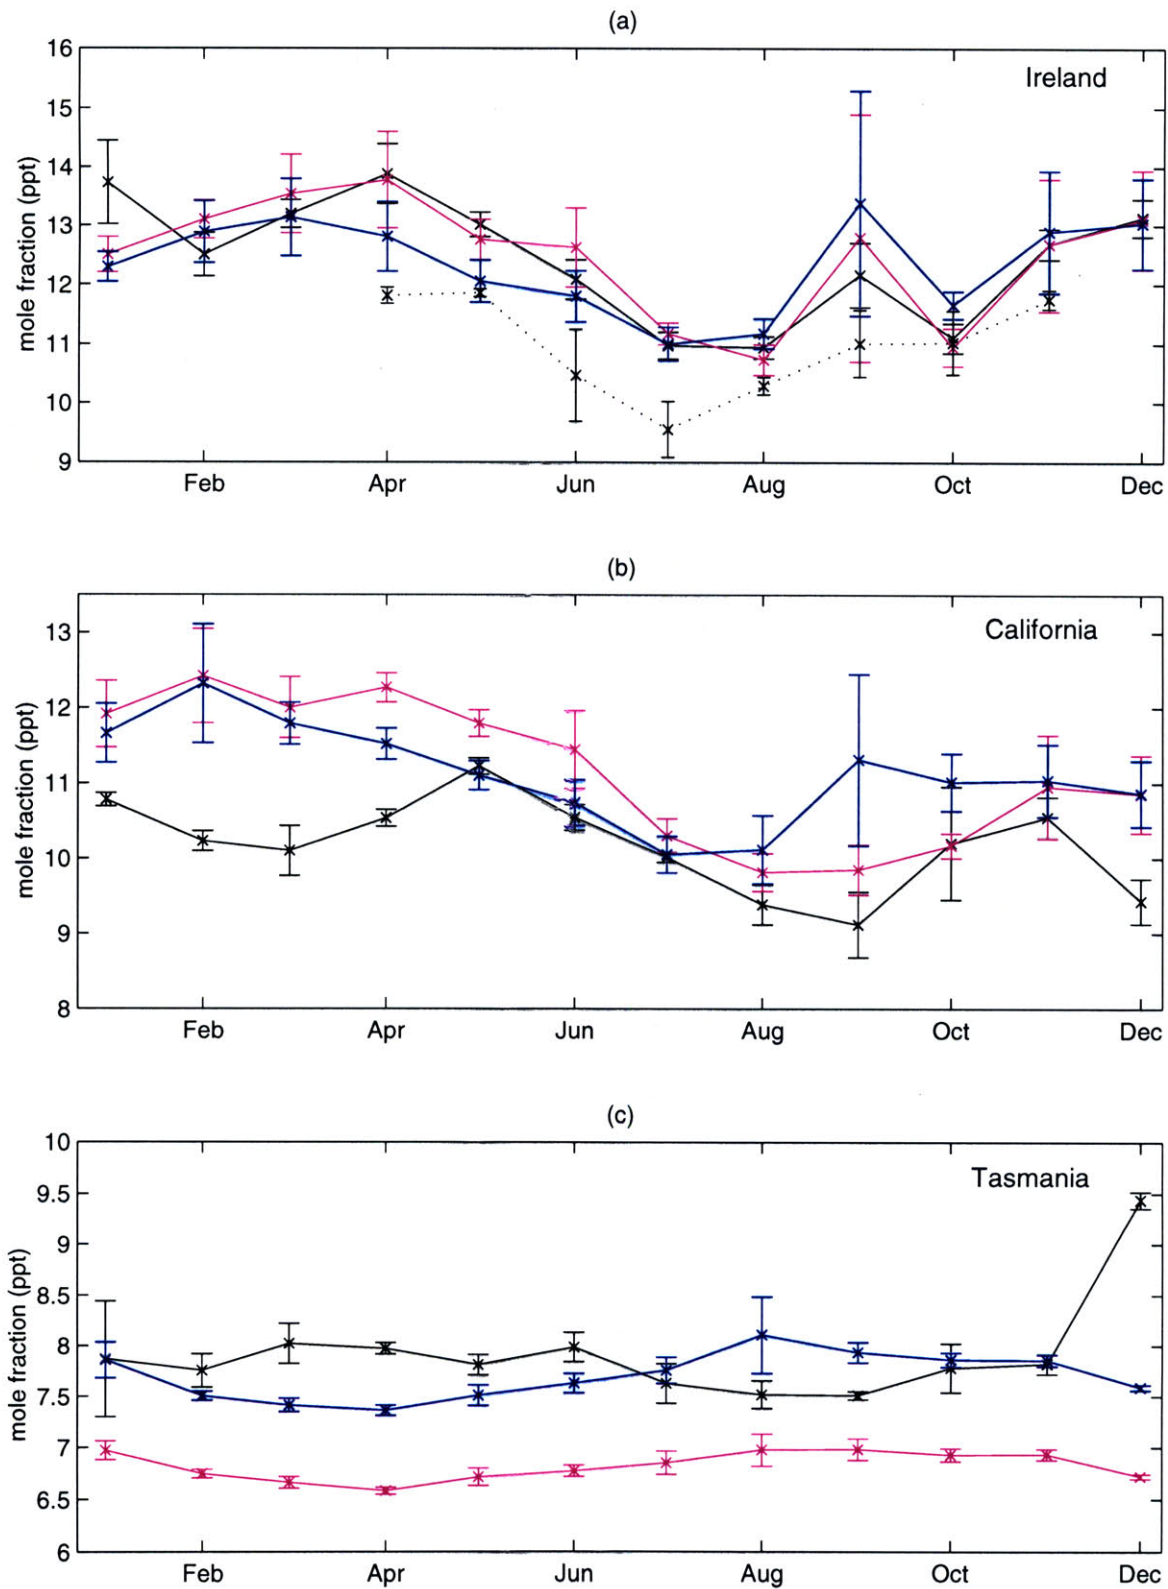 (a)
Ireland
mole fraction (ppt)
16
15
14
13
12
11
10
9
Feb Apr Jun Aug Oct Dec
(b)
California
mole fraction (ppt)
13
12
11
10
9
8
Feb Apr Jun Aug Oct Dec
(c)
Tasmania
mole fraction (ppt)
10
9.5
9
8.5
8
7.5
7
6.5
6
Feb Apr Jun Aug Oct Dec